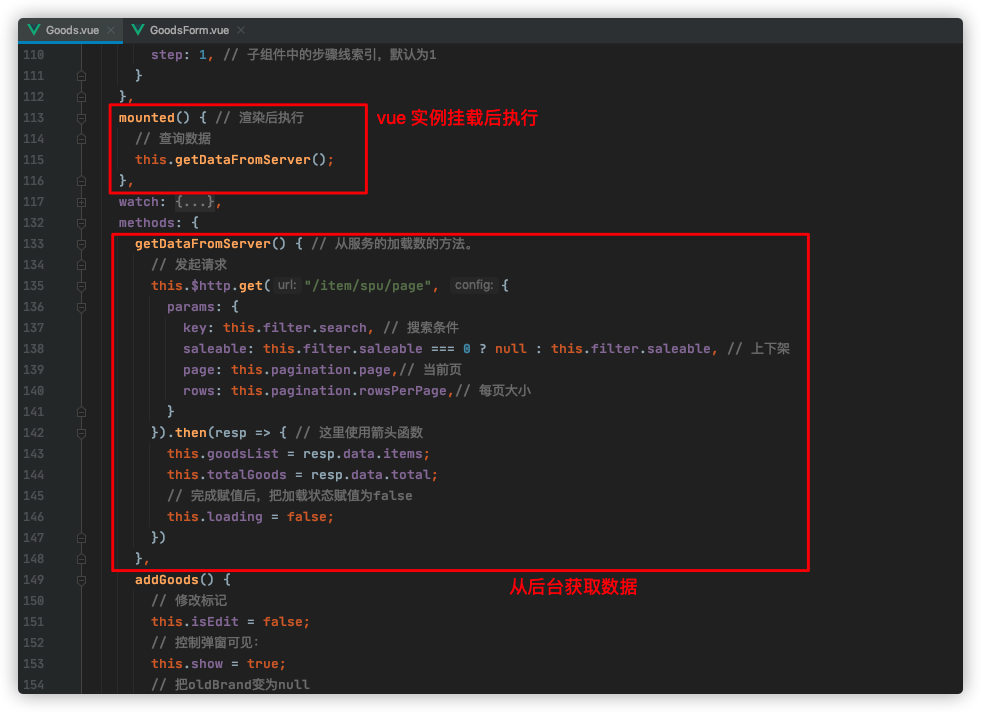 Goods.vue GoodsForm.vue
110 step: 1, // 子组件中的步骤线索引，默认为1
111 }
112 },
113 mounted() { // 渲染后执行 vue 实例挂载后执行
114 // 查询数据
115 this.getDataFromServer();
116 },
117 watch: {...},
132 methods: {
133 getDataFromServer() { // 从服务的加载数的方法。
134 // 发起请求
135 this.$http.get( url: "/item/spu/page", config: {
136 params: {
137 key: this.filter.search, // 搜索条件
138 saleable: this.filter.saleable === 0 ? null : this.filter.saleable, // 上下架
139 page: this.pagination.page,// 当前页
140 rows: this.pagination.rowsPerPage,// 每页大小
141 }
142 }).then(resp => { // 这里使用箭头函数
143 this.goodsList = resp.data.items;
144 this.totalGoods = resp.data.total;
145 // 完成赋值后，把加载状态赋值为false
146 this.loading = false;
147 })
148 },
149 addGoods() {
从后台获取数据
150 // 修改标记
151 this.isEdit = false;
152 // 控制弹窗可见：
153 this.show = true;
154 // 把oldBrand变为null